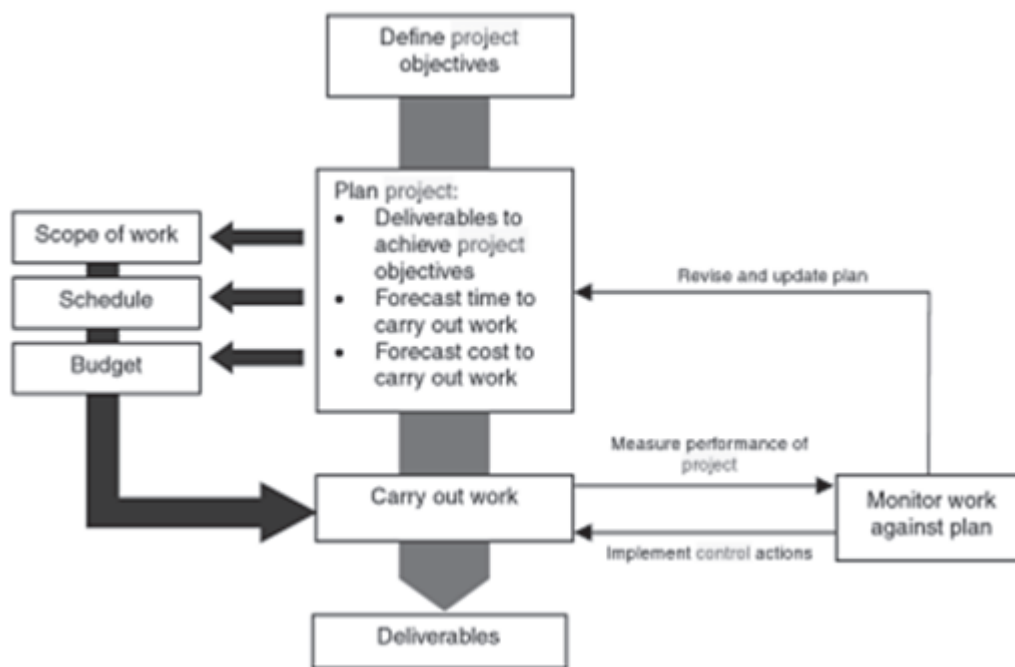 Define project
objectives
Plan project:
• Deliverables to
achieve project
objectives
• Forecast time to
carry out work
• Forecast cost to
carry out work
Scope of work
Schedule
Budget
Revise and update plan
Measure performance of
project
Carry out work
Monitor work
against plan
Implement control actions
Deliverables